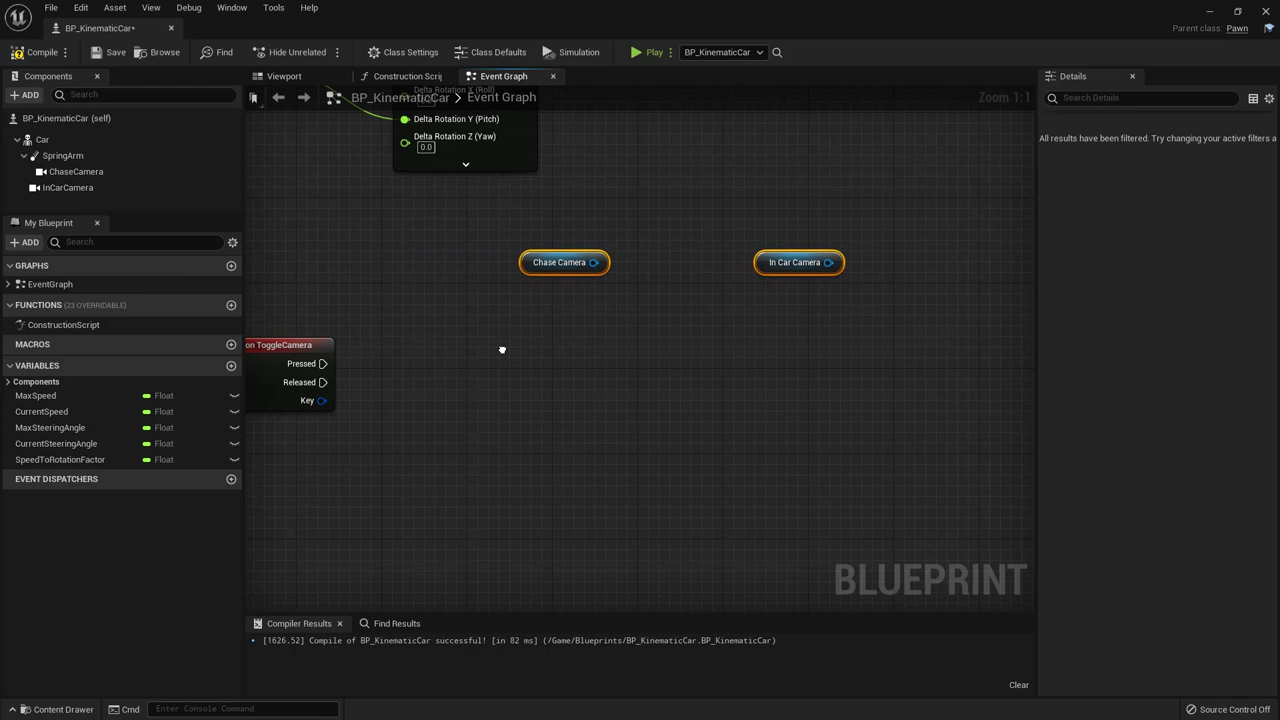 File Edit Asset View Debug Window Tools Help
BP_KinematicCar•
Parent class: Pawn
Compile Save Browse Find Hide Unrelated Class Settings Class Defaults Simulation Play BP_KinematicCar
Components Viewport Construction Scrip Event Graph Details
ADD Search
BP_KinematicCar > Event Graph
Zoom 1:1
Search Details
BP_KinematicCar (self)
Car
SpringArm
ChaseCamera
InCarCamera
All results have been filtered. Try changing your active filters a
Delta Rotation X (Roll)
Delta Rotation Y (Pitch)
Delta Rotation Z (Yaw)
0.0
My Blueprint
ADD Search
GRAPHS
EventGraph
FUNCTIONS (23 OVERRIDABLE)
ConstructionScript
MACROS
VARIABLES
Components
MaxSpeed Float
CurrentSpeed Float
MaxSteeringAngle Float
CurrentSteeringAngle Float
SpeedToRotationFactor Float
EVENT DISPATCHERS
Chase Camera
In Car Camera
on ToggleCamera
Pressed
Released
Key
BLUEPRINT
Compiler Results Find Results
[1626.52] Compile of BP_KinematicCar successful! [in 82 ms] (/Game/Blueprints/BP_KinematicCar.BP_KinematicCar)
Clear
Content Drawer Cmd Enter Console Command
Source Control Off